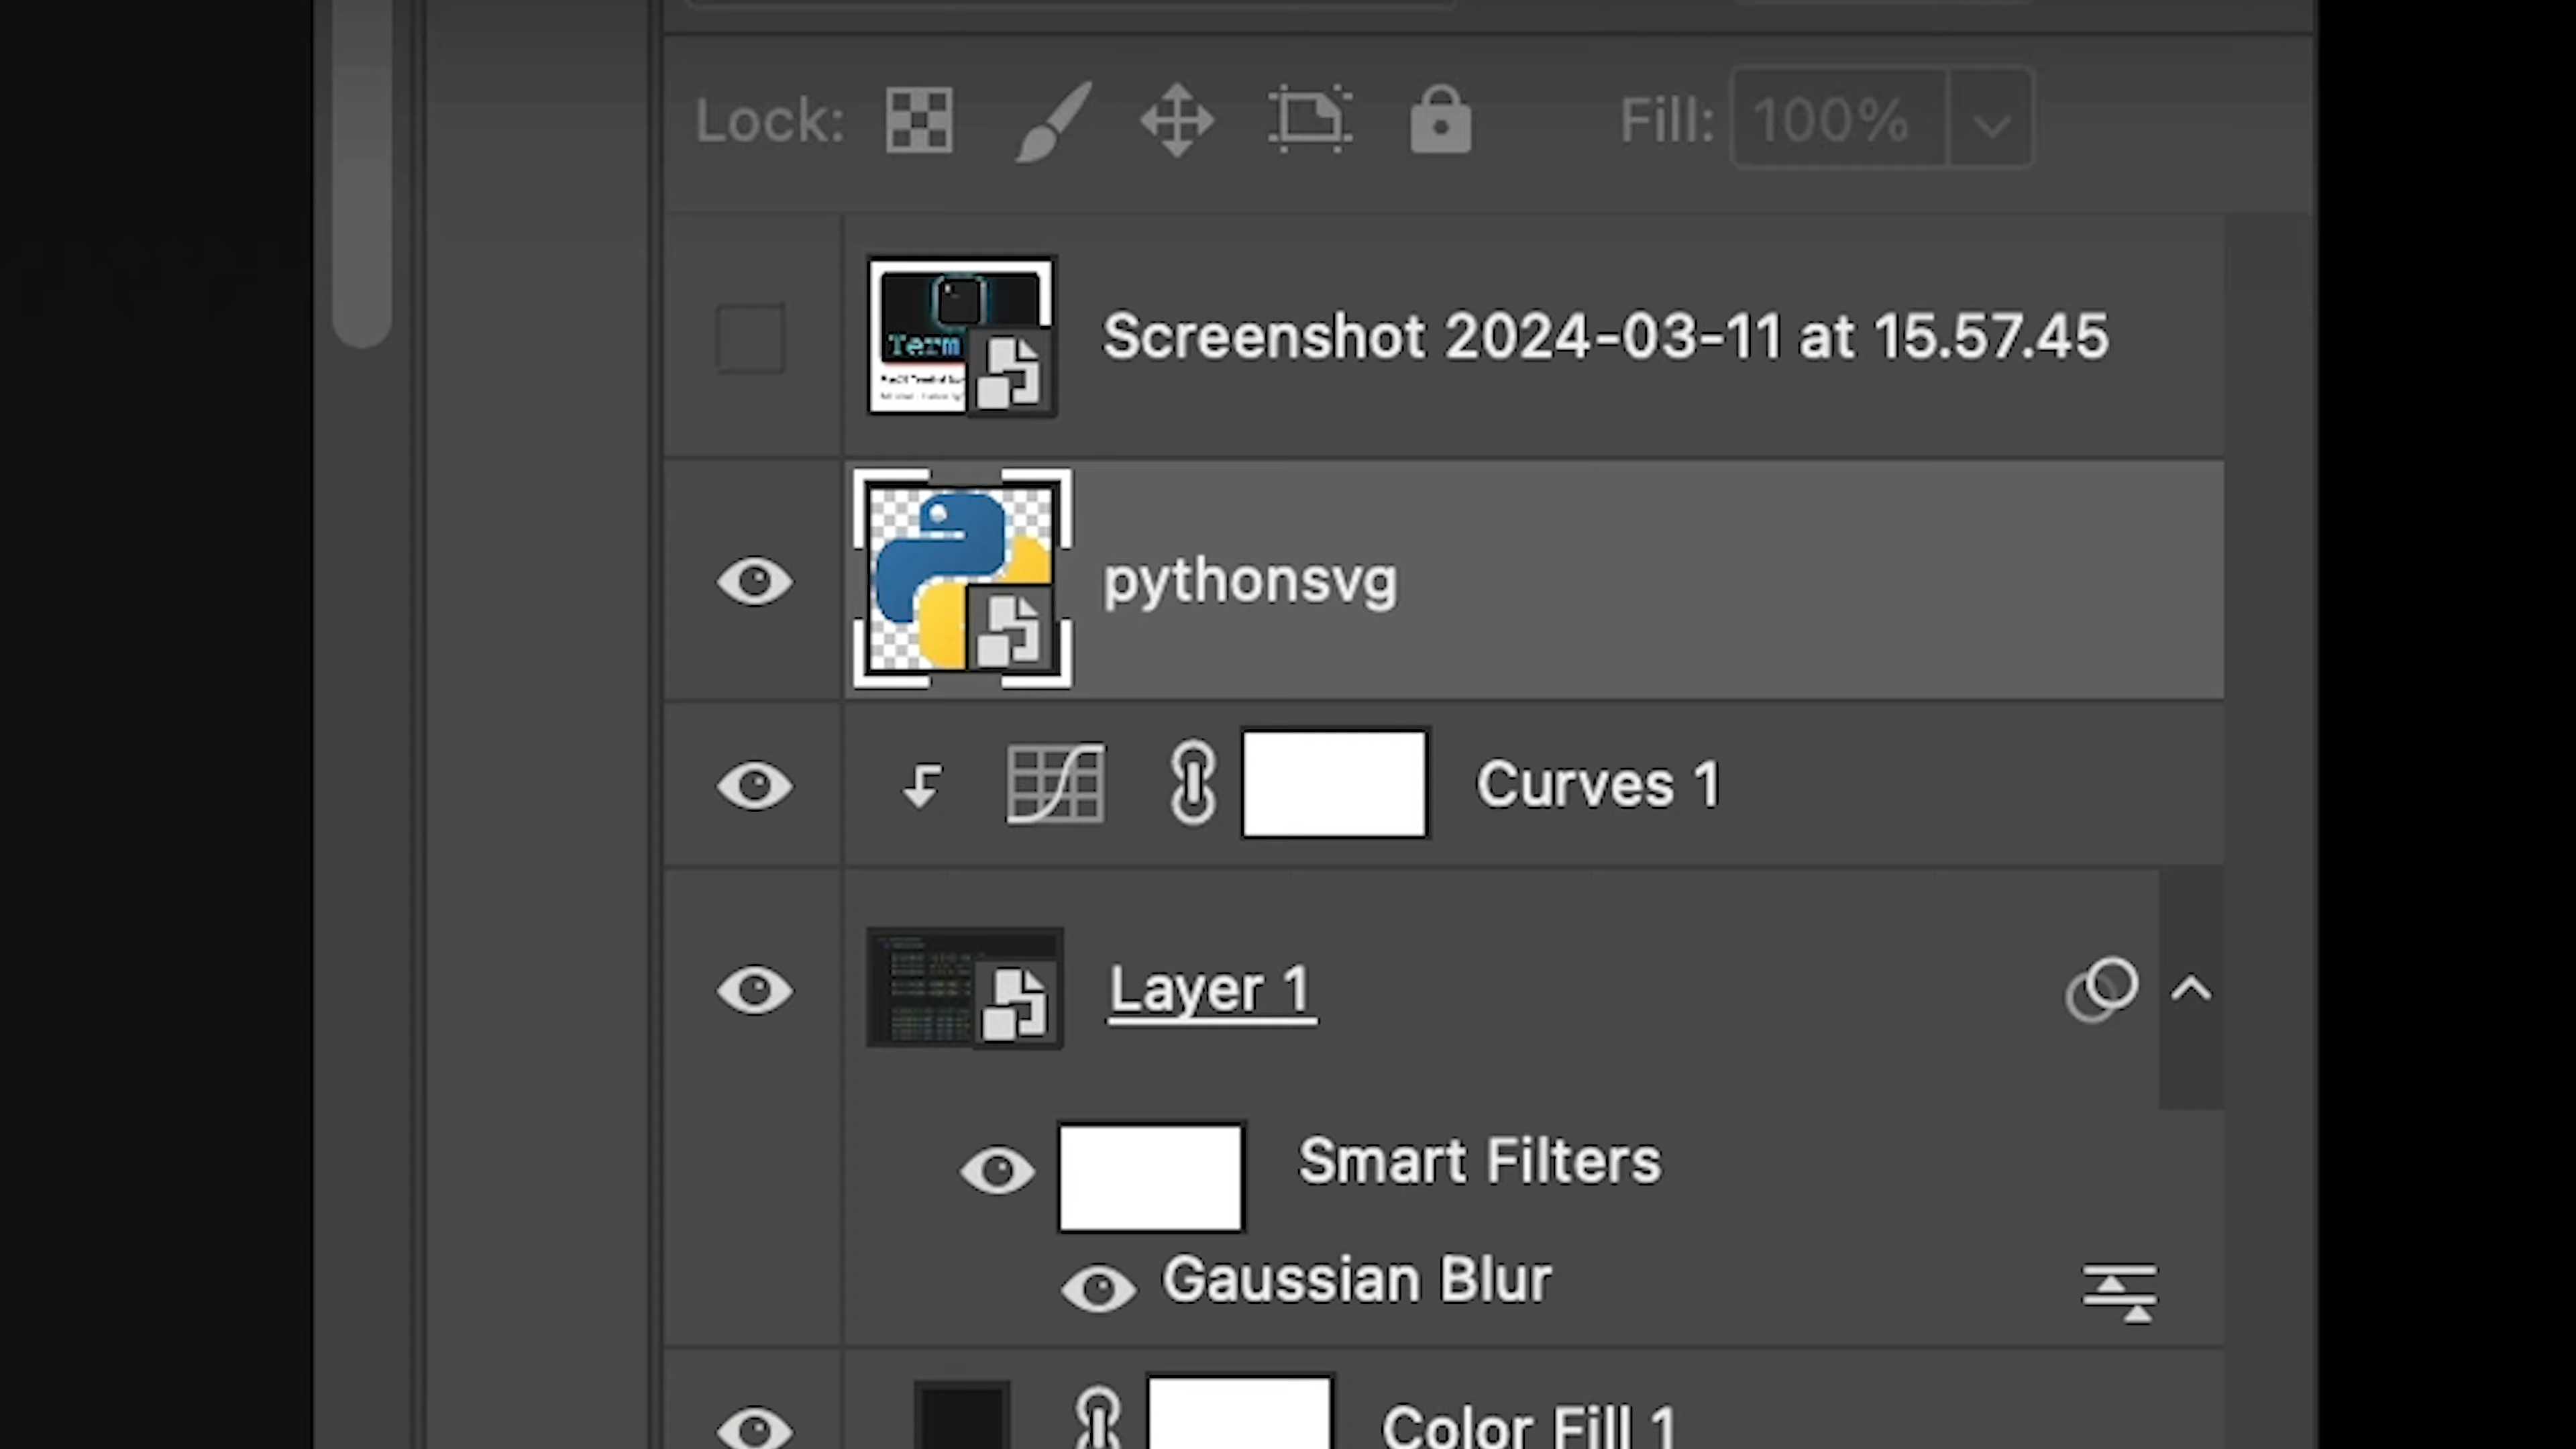 Lock: Fill: 100%
Term
Screenshot 2024-03-11 at 15.57.45
pythonsvg
Curves 1
Layer 1
Smart Filters
Gaussian Blur
Color Fill 1